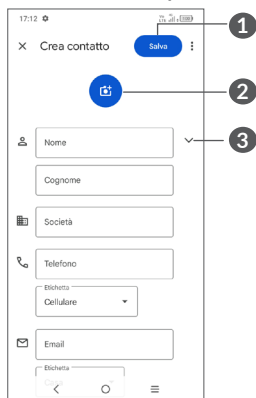 17:12
× Crea contatto Salva
1
2
Nome
3
Cognome
Società
Telefono
Etichetta
Cellulare
Email
Etichetta